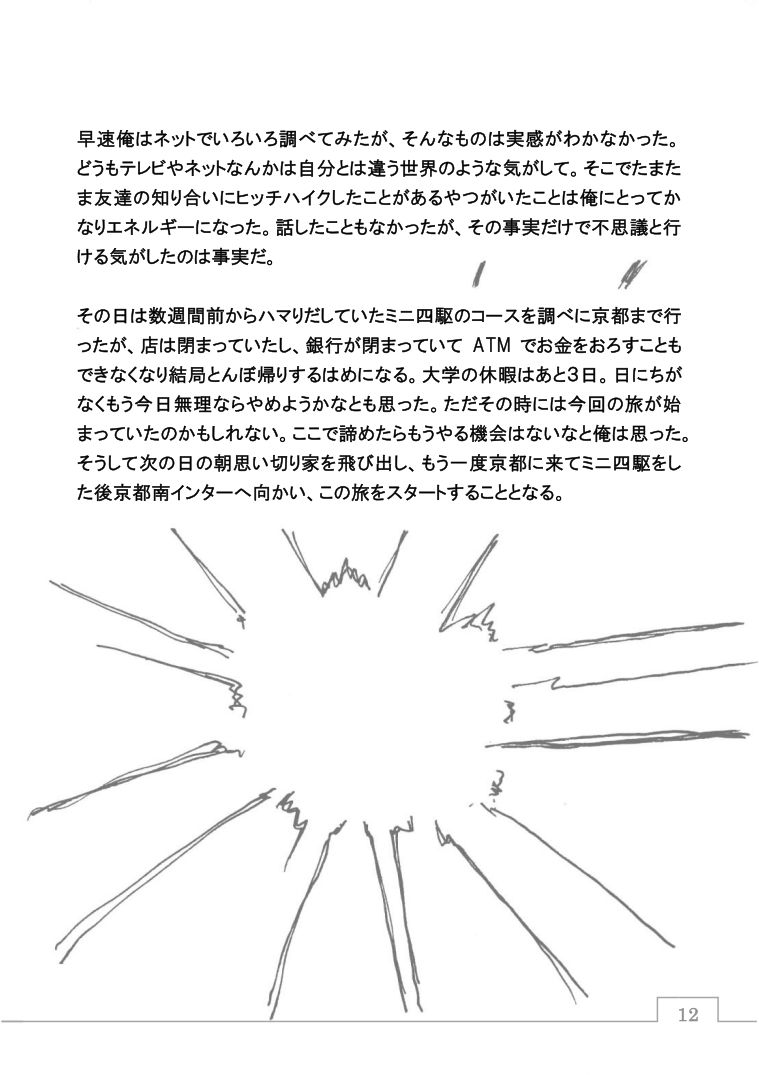 早速俺はネットでいろいろ調べてみたが、そんなものは実感がわかなかった。
どうもテレビやネットなんかは自分とは違う世界のような気がして。そこでたまた
ま友達の知り合いにヒッチハイクしたことがあるやつがいたことは俺にとってか
なりエネルギーになった。話したこともなかったが、その事実だけで不思議と行
ける気がしたのは事実だ。
その日は数週間前からハマりだしていたミニ四駆のコースを調べに京都まで行
ったが、店は閉まっていたし、銀行が閉まっていて ATM でお金をおろすことも
できなくなり結局とんぼ帰りするはめになる。大学の休暇はあと3日。日にちが
なくもう今日無理ならやめようかなとも思った。ただその時には今回の旅が始
まっていたのかもしれない。ここで諦めたらもうやる機会はないなと俺は思った。
そうして次の日の朝思い切り家を飛び出し、もう一度京都に来てミニ四駆をし
た後京都南インターへ向かい、この旅をスタートすることとなる。
12